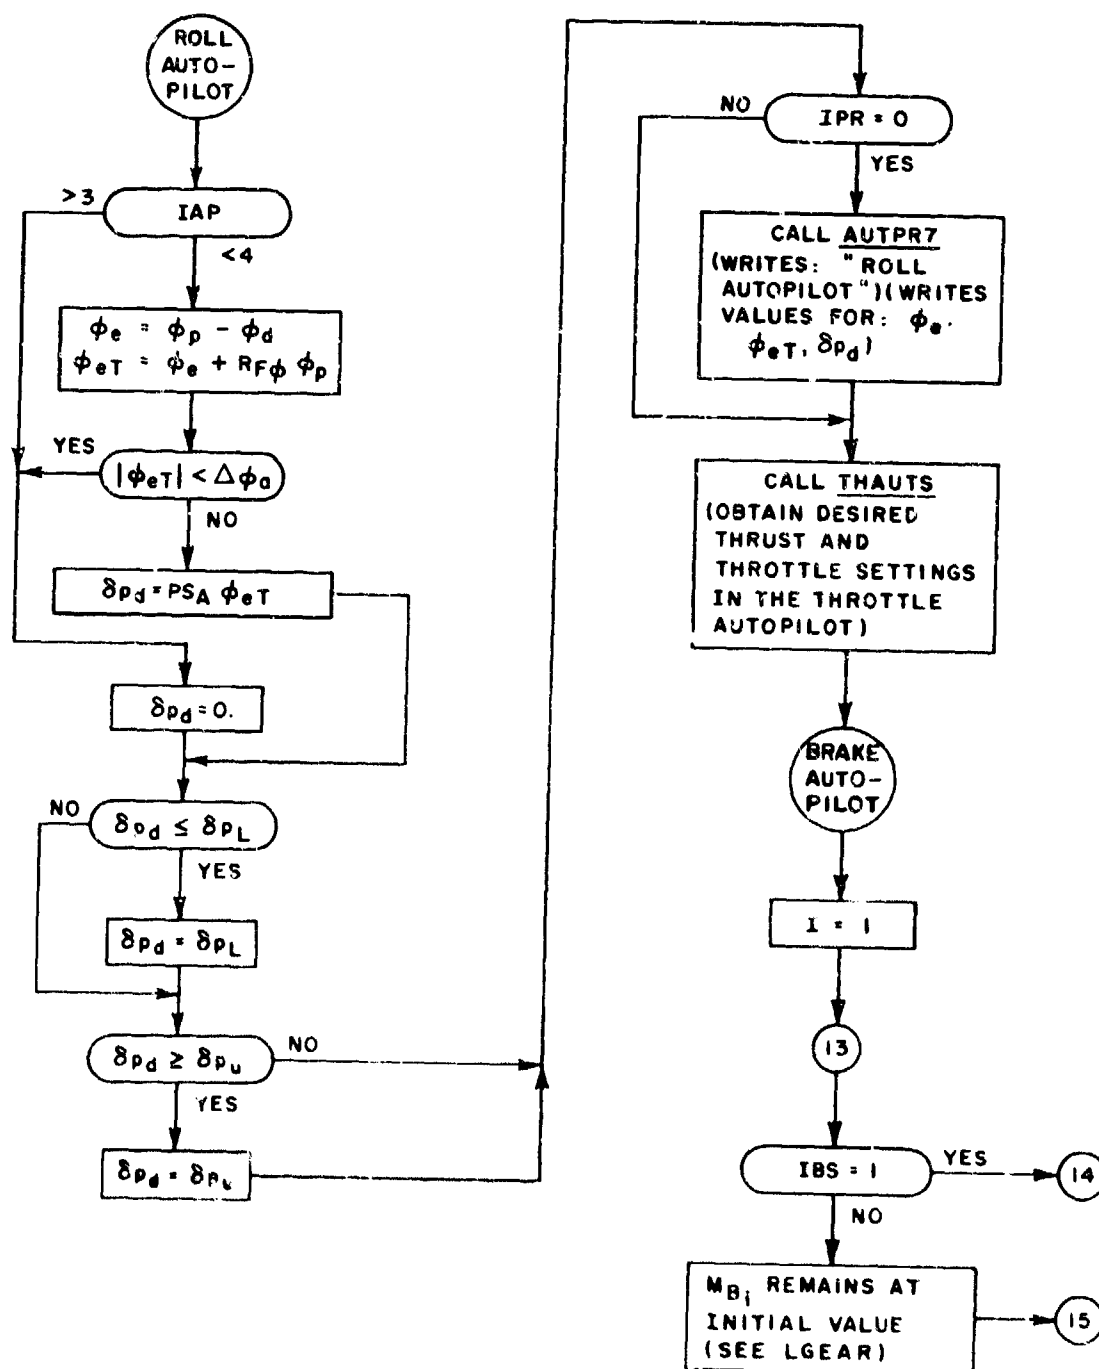 ROLL
AUTO-
PILOT
>3
IAP
<4
ϕe = ϕp - ϕd
ϕeT = ϕe + RFϕ ϕp
YES
|ϕeT| < Δϕa
NO
δpd = PSA ϕeT
δpd = 0.
NO
δpd ≤ δpL
YES
δpd = δpL
δpd ≥ δpu
NO
YES
δpd = δpu
NO
IPR = 0
YES
CALL AUTPR7
(WRITES: "ROLL
AUTOPILOT")(WRITES
VALUES FOR: ϕe,
ϕeT, δpd)
CALL THAUTS
(OBTAIN DESIRED
THRUST AND
THROTTLE SETTINGS
IN THE THROTTLE
AUTOPILOT)
BRAKE
AUTO-
PILOT
I = 1
13
IBS = 1
YES
14
NO
MBi REMAINS AT
INITIAL VALUE
(SEE LGEAR)
15